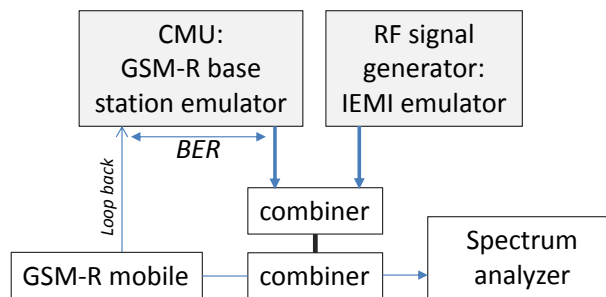 CMU:
GSM-R base
station emulator
RF signal
generator:
IEMI emulator
BER
Loop back
combiner
GSM-R mobile
combiner
Spectrum
analyzer